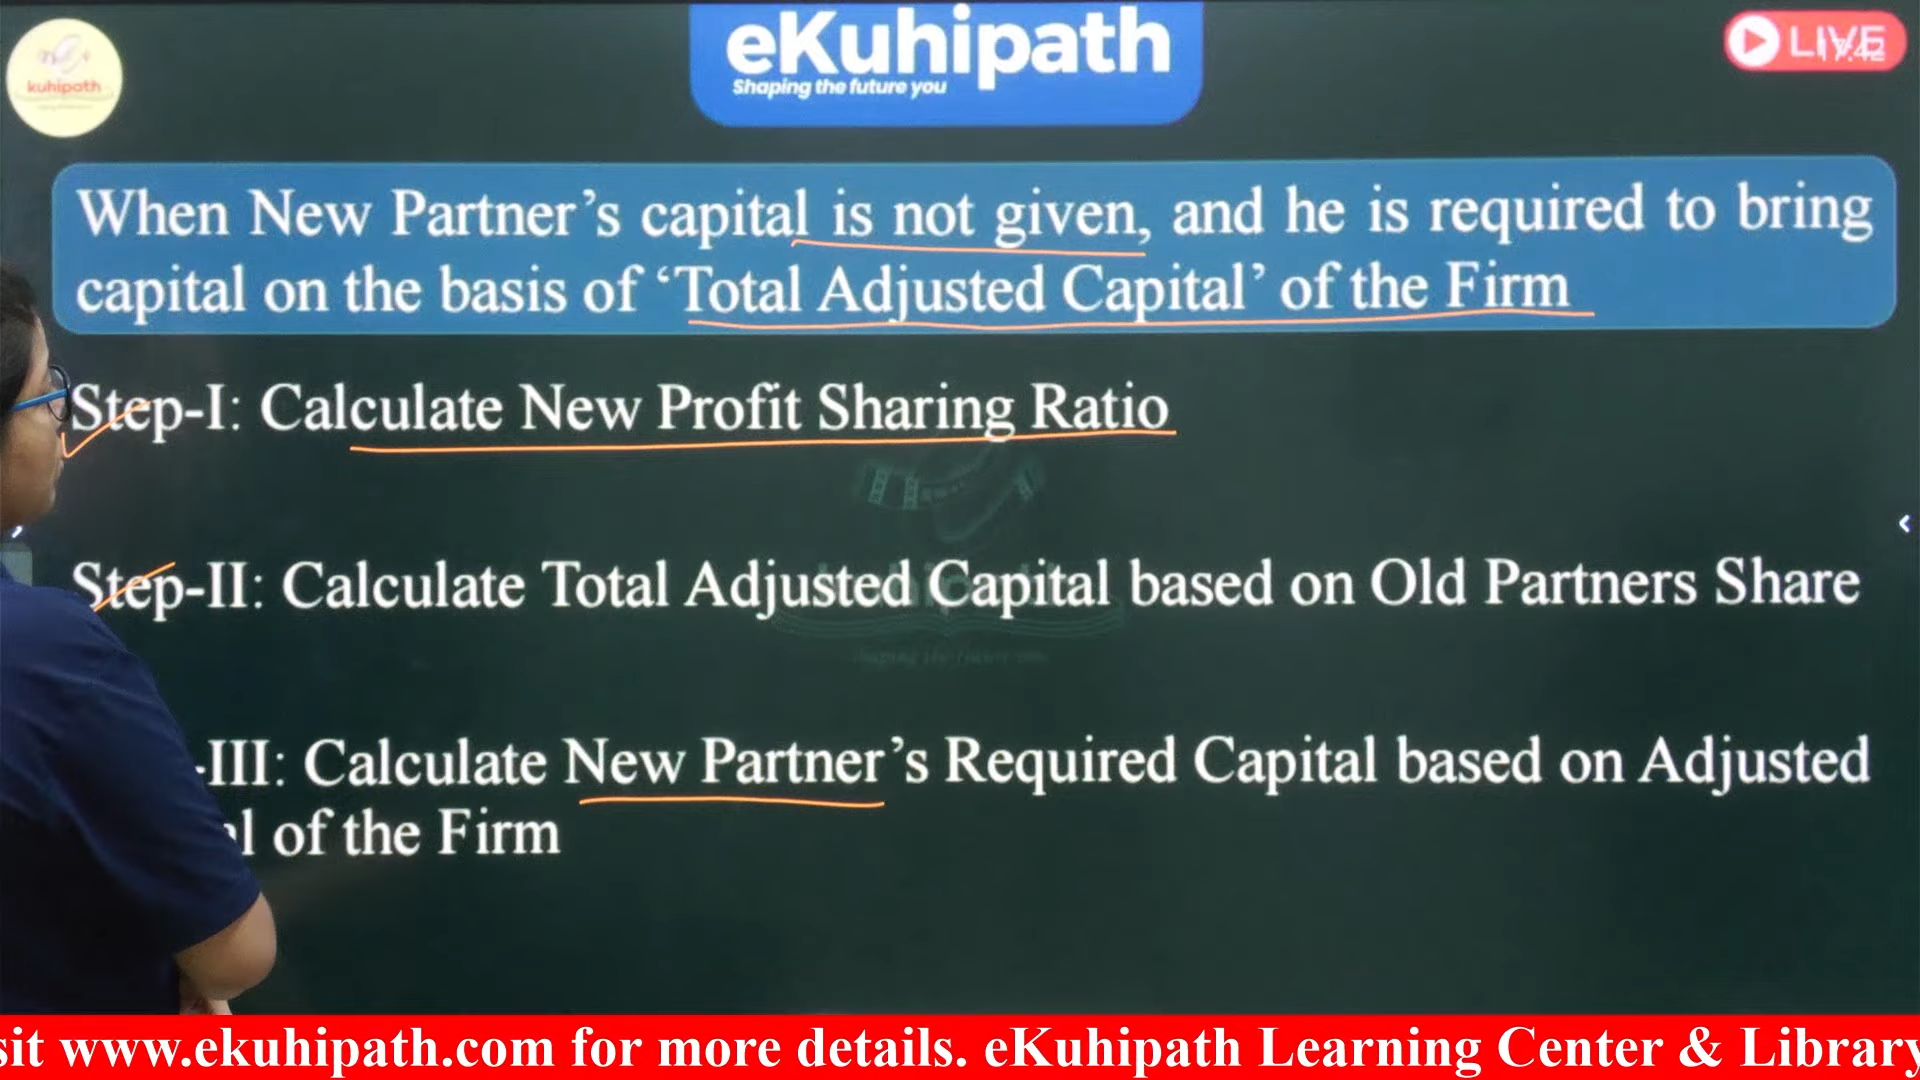 eKuhipath
Shaping the future you
kuhipath
LIVE
When New Partner’s capital is not given, and he is required to bring
capital on the basis of ‘Total Adjusted Capital’ of the Firm
Step-I: Calculate New Profit Sharing Ratio
Step-II: Calculate Total Adjusted Capital based on Old Partners Share
-III: Calculate New Partner’s Required Capital based on Adjusted
al of the Firm
sit www.ekuhipath.com for more details. eKuhipath Learning Center & Library